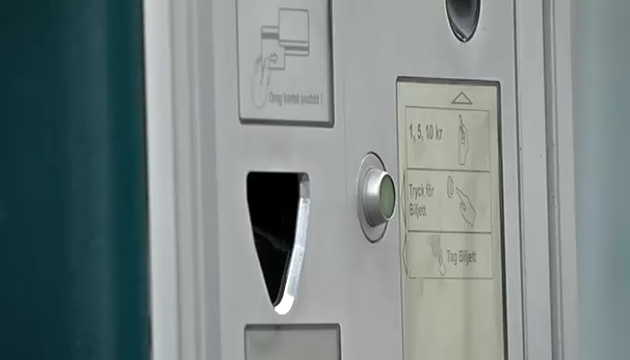 Drag kortet snabbt !
1, 5, 10 kr
Tryck för
Biljett
Tag Biljett